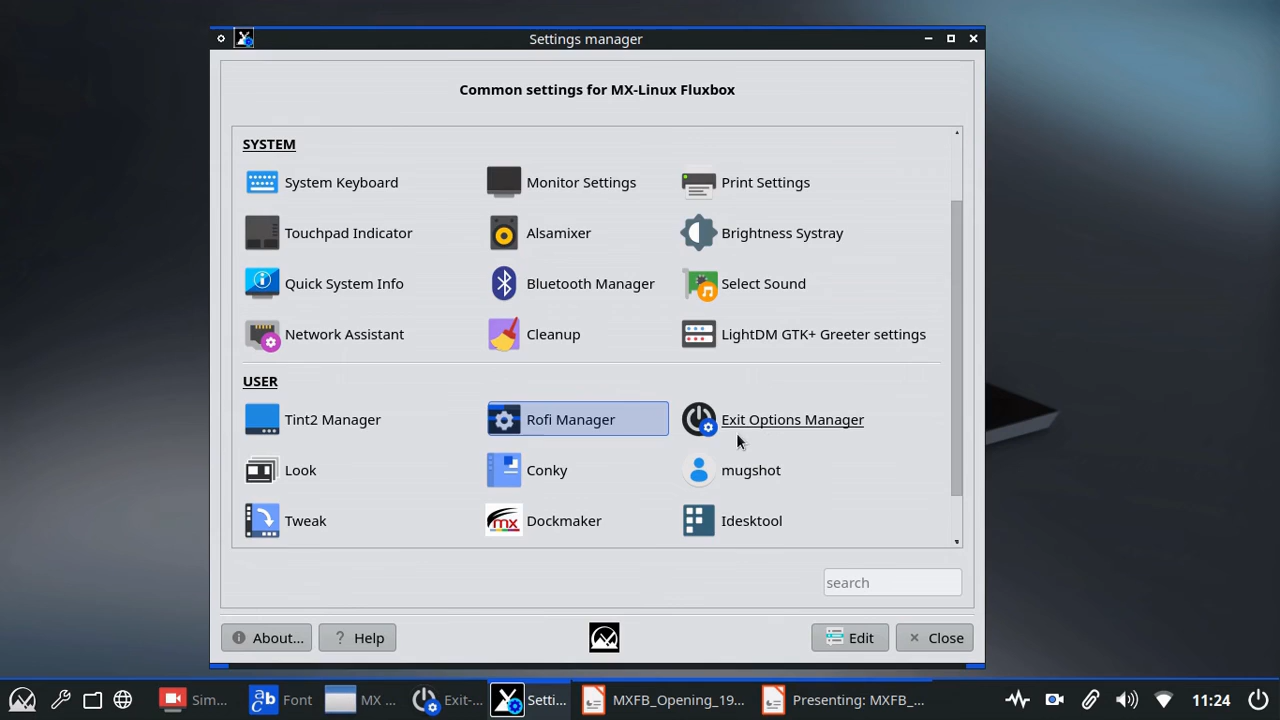 Settings manager
Common settings for MX-Linux Fluxbox
SYSTEM
System Keyboard Monitor Settings Print Settings
Touchpad Indicator Alsamixer Brightness Systray
Quick System Info Bluetooth Manager Select Sound
Network Assistant Cleanup LightDM GTK+ Greeter settings
USER
Tint2 Manager Rofi Manager Exit Options Manager
Look Conky mugshot
Tweak mx Dockmaker Idesktool
search
About... ? Help Edit Close
Sim... abc Font MX ... Exit-... Setti... MXFB_Opening_19... Presenting: MXFB_... 11:24